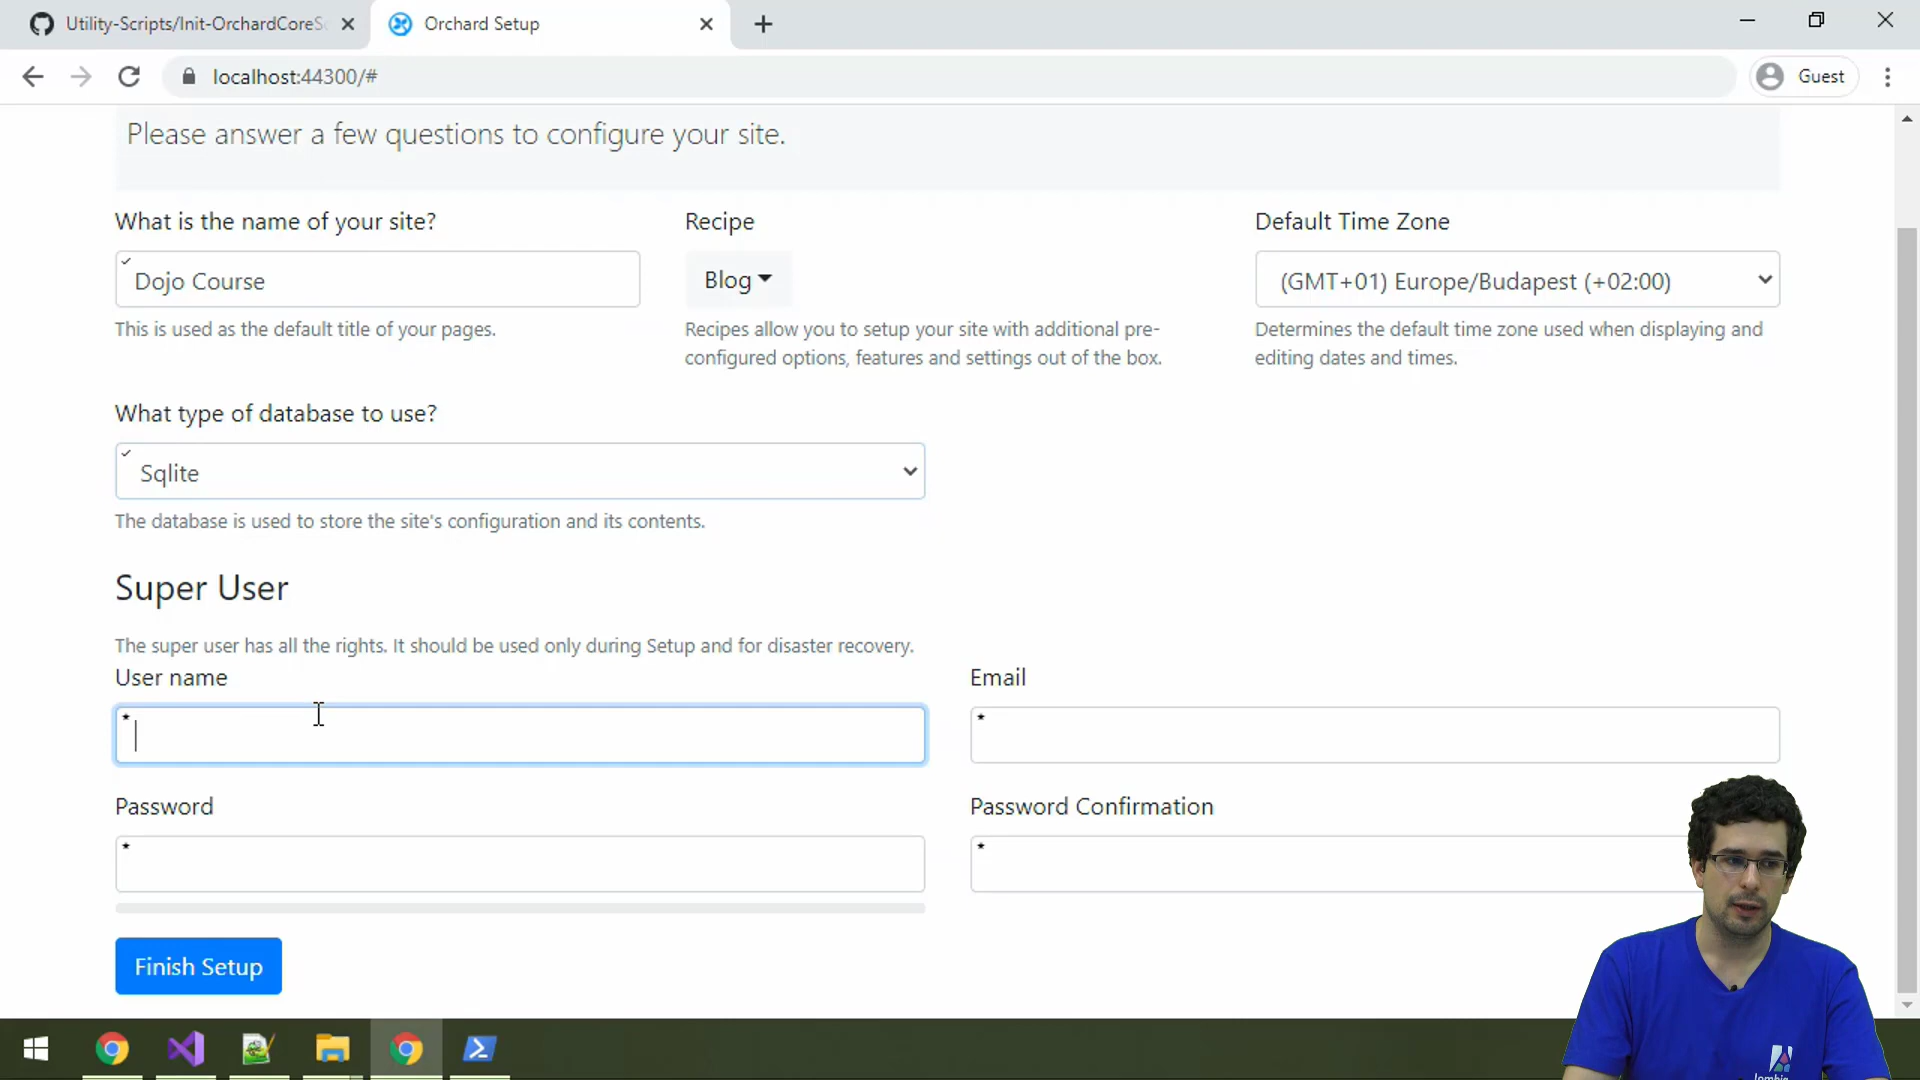 Utility-Scripts/Init-OrchardCoreSo
Orchard Setup
localhost:44300/#
Guest
Please answer a few questions to configure your site.
What is the name of your site?
Recipe
Default Time Zone
Dojo Course
Blog
(GMT+01) Europe/Budapest (+02:00)
This is used as the default title of your pages.
Recipes allow you to setup your site with additional pre-
configured options, features and settings out of the box.
Determines the default time zone used when displaying and
editing dates and times.
What type of database to use?
Sqlite
The database is used to store the site's configuration and its contents.
Super User
The super user has all the rights. It should be used only during Setup and for disaster recovery.
User name
Email
*
*
Password
Password Confirmation
*
*
Finish Setup